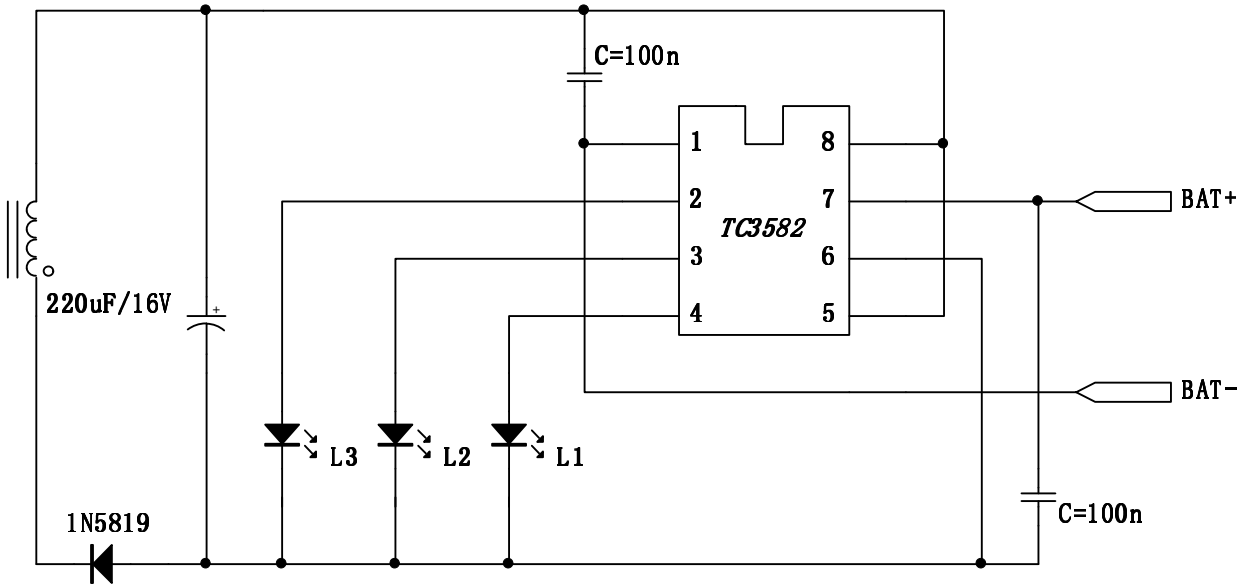 C=100n
1
8
2
7
BAT+
TC3582
3
6
220uF/16V
+
4
5
BAT-
L3
L2
L1
1N5819
C=100n